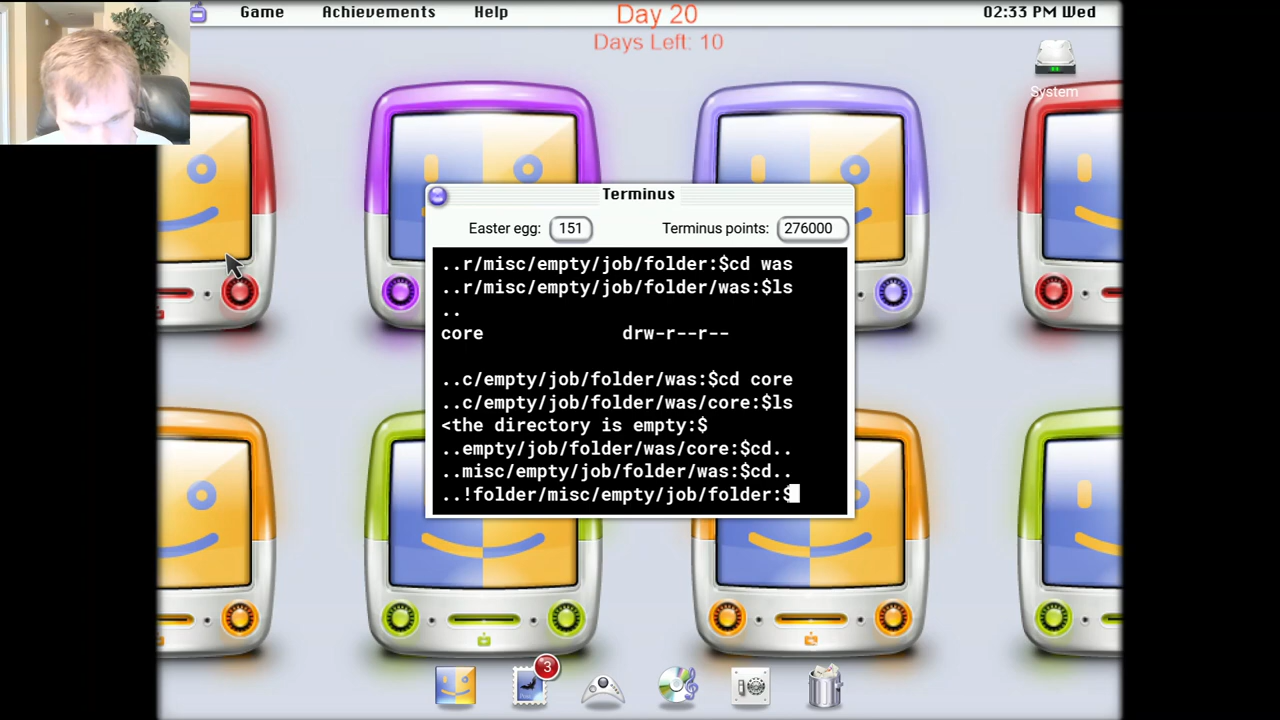 Game Achievements Help
Day 20
Days Left: 10
02:33 PM Wed
System
Terminus
Easter egg: 151 Terminus points: 276000
..r/misc/empty/job/folder:$cd was
..r/misc/empty/job/folder/was:$ls
..
core drw-r--r--
..c/empty/job/folder/was:$cd core
..c/empty/job/folder/was/core:$ls
<the directory is empty:$
..empty/job/folder/was/core:$cd..
..misc/empty/job/folder/was:$cd..
..!folder/misc/empty/job/folder:$
3